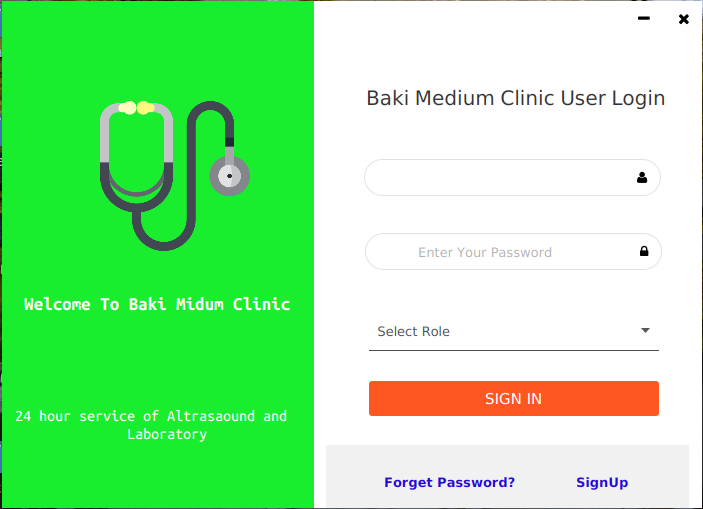 Welcome To Baki Midum Clinic
24 hour service of Altrasaound and
Laboratory
Baki Medium Clinic User Login
Enter Your Password
Select Role
SIGN IN
Forget Password?
SignUp